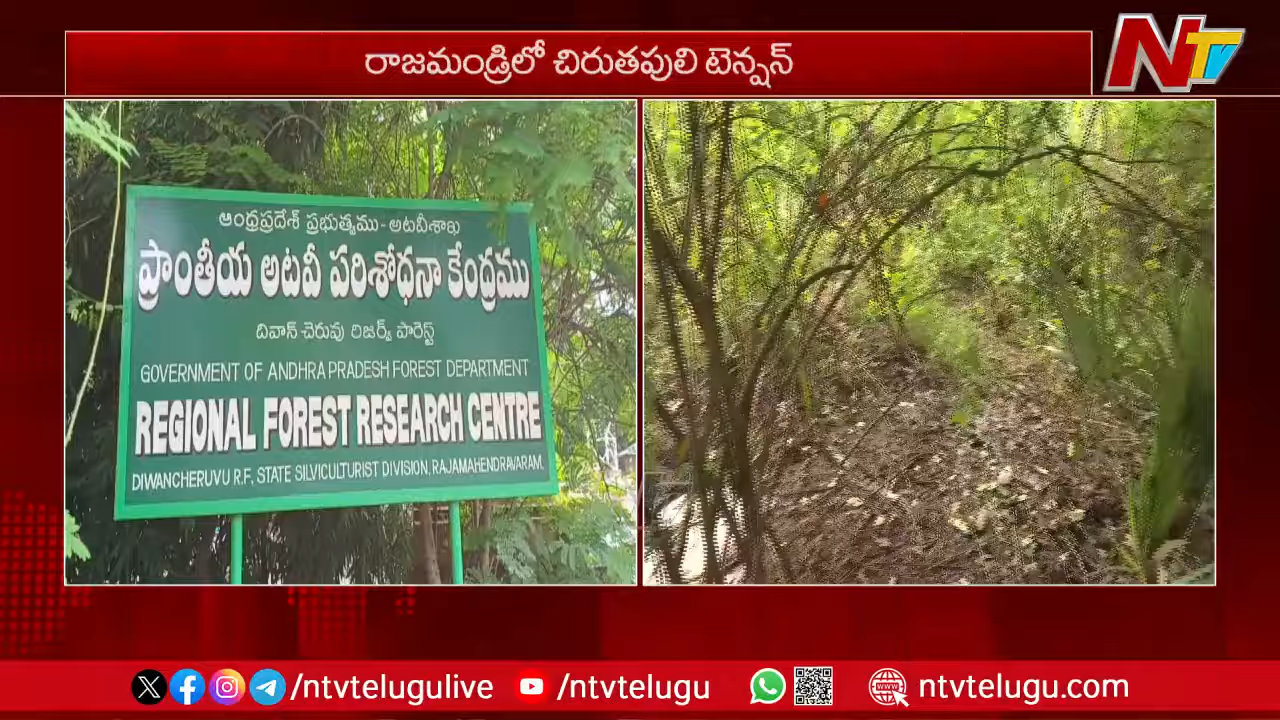 రాజమండ్రిలో చిరుతపులి టెన్షన్
NTV
ఆంధ్రప్రదేశ్ ప్రభుత్వము - అటవీశాఖ
ప్రాంతీయ అటవీ పరిశోధనా కేంద్రము
దివాన్ చెరువు రిజర్వ్ ఫారెస్ట్
GOVERNMENT OF ANDHRA PRADESH FOREST DEPARTMENT
REGIONAL FOREST RESEARCH CENTRE
DIWANCHERUVU R.F, STATE SILVICULTURIST DIVISION, RAJAMAHENDRAVARAM.
/ntvtelugulive /ntvtelugu ntvtelugu.com